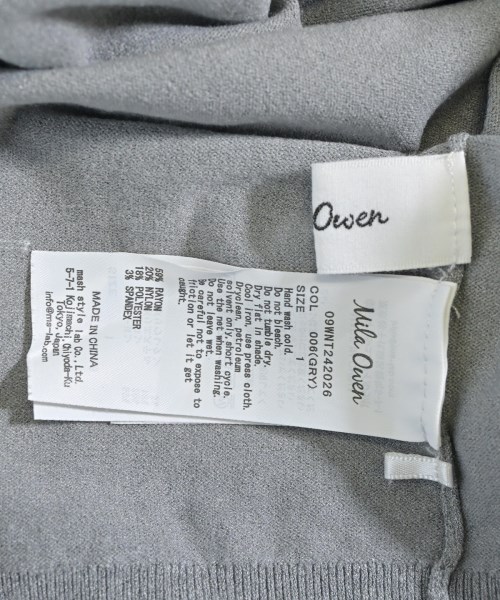 Owen
Mila Owen
09WNT242026
COL 006(GRY)
SIZE 1
Hand wash cold.
Do not bleach.
Do not tumble dry.
Dry flat in shade.
Cool iron, use press cloth.
Dryclean, petroleum
solvent only,short cycle.
Use the net when washing.
Do not leave wet.
Be careful not to expose to
friction or let it get
caught.
59% RAYON
20% NYLON
18% POLYESTER
3% SPANDEX
MADE IN CHINA
mash style lab Co.,Ltd.
5-7-1 Kojimachi, Chiyoda-Ku
Tokyo, Japan
info@ms-lab.com